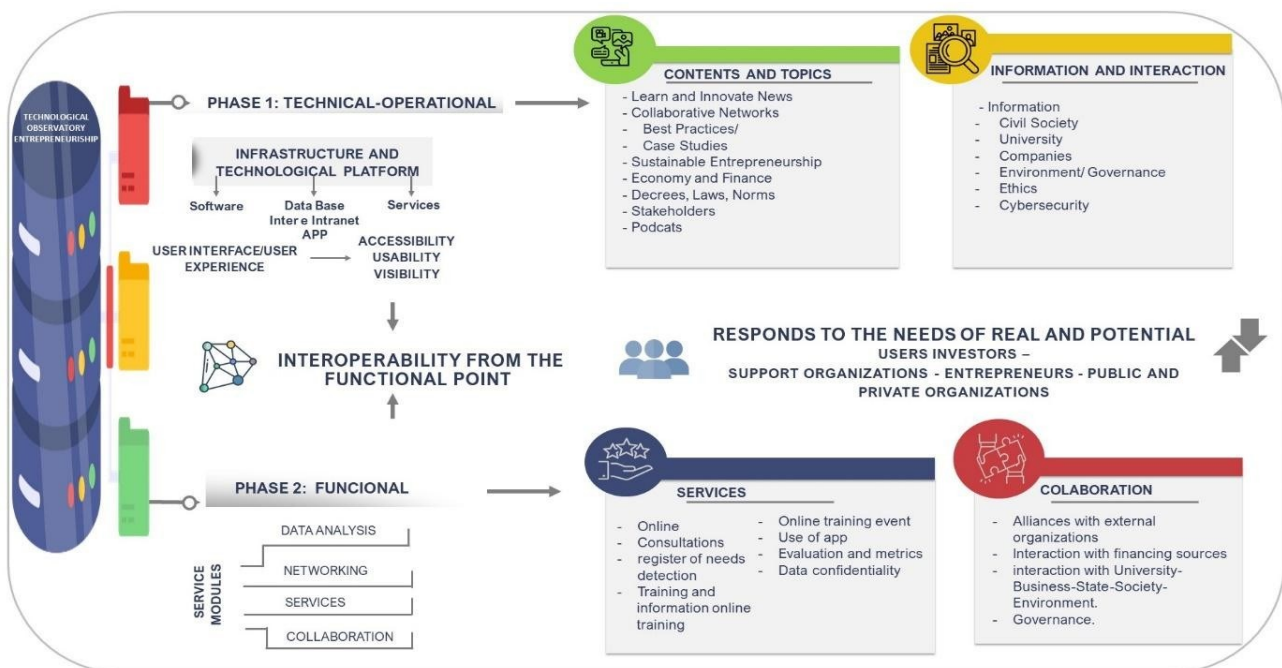 TECHNOLOGICAL
OBSERVATORY
ENTREPRENEURISHIP
PHASE 1: TECHNICAL-OPERATIONAL
INFRASTRUCTURE AND
TECHNOLOGICAL PLATFORM
Software
Data Base
Inter e Intranet
APP
Services
USER INTERFACE/USER
EXPERIENCE
ACCESSIBILITY
USABILITY
VISIBILITY
CONTENTS AND TOPICS
- Learn and Innovate News
- Collaborative Networks
- Best Practices/
- Case Studies
- Sustainable Entrepreneurship
- Economy and Finance
- Decrees, Laws, Norms
- Stakeholders
- Podcats
INFORMATION AND INTERACTION
- Information
- Civil Society
- University
- Companies
- Environment/ Governance
- Ethics
- Cybersecurity
INTEROPERABILITY FROM THE
FUNCTIONAL POINT
RESPONDS TO THE NEEDS OF REAL AND POTENTIAL
USERS INVESTORS –
SUPPORT ORGANIZATIONS - ENTREPRENEURS - PUBLIC AND
PRIVATE ORGANIZATIONS
PHASE 2: FUNCIONAL
SERVICE
MODULES
DATA ANALYSIS
NETWORKING
SERVICES
COLLABORATION
SERVICES
- Online
- Consultations
- register of needs
detection
- Training and
information online
training
- Online training event
- Use of app
- Evaluation and metrics
- Data confidentiality
COLABORATION
- Alliances with external
organizations
- Interaction with financing sources
- interaction with University-
Business-State-Society-
Environment.
- Governance.